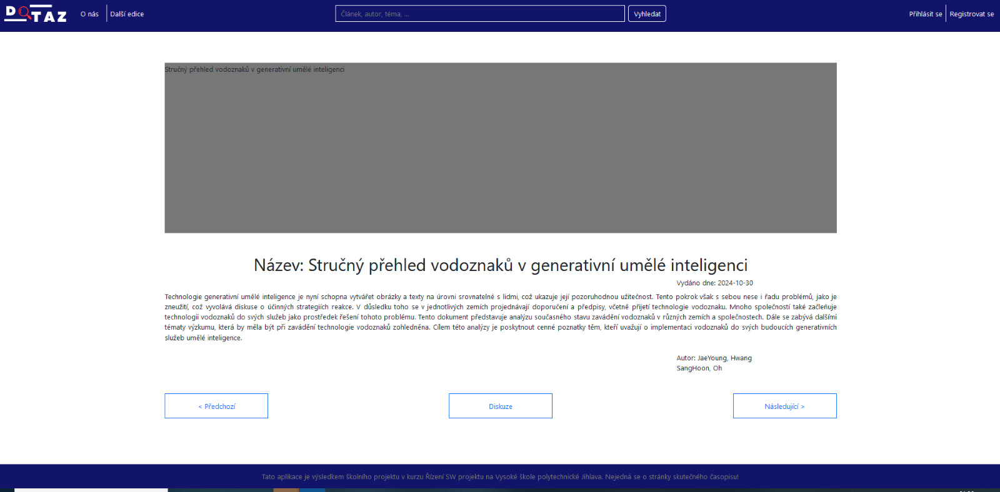 DOTAZ
O nás
Další edice
Článek, autor, téma, ...
Vyhledat
Přihlásit se
Registrovat se
Stručný přehled vodoznaků v generativní umělé inteligenci
Název: Stručný přehled vodoznaků v generativní umělé inteligenci
Vydáno dne: 2024-10-30
Technologie generativní umělé inteligence je nyní schopna vytvářet obrázky a texty na úrovni srovnatelné s lidmi, což ukazuje její pozoruhodnou užitečnost. Tento pokrok však s sebou nese i řadu problémů, jako je
zneužití, což vyvolává diskuse o účinných strategiích reakce. V důsledku toho se v jednotlivých zemích projednávají doporučení a předpisy, včetně přijetí technologie vodoznaku. Mnoho společností také začleňuje
technologii vodoznaků do svých služeb jako prostředek řešení tohoto problému. Tento dokument představuje analýzu současného stavu zavádění vodoznaků v různých zemích a společnostech. Dále se zabývá dalšími
tématy výzkumu, která by měla být při zavádění technologie vodoznaků zohledněna. Cílem této analýzy je poskytnout cenné poznatky těm, kteří uvažují o implementaci vodoznaků do svých budoucích generativních
služeb umělé inteligence.
Autor: JaeYoung, Hwang
SangHoon, Oh
< Předchozí
Diskuze
Následující >
Tato aplikace je výsledkem školního projektu v kurzu Řízení SW projektu na Vysoké škole polytechnické Jihlava. Nejedná se o stránky skutečného časopisu!